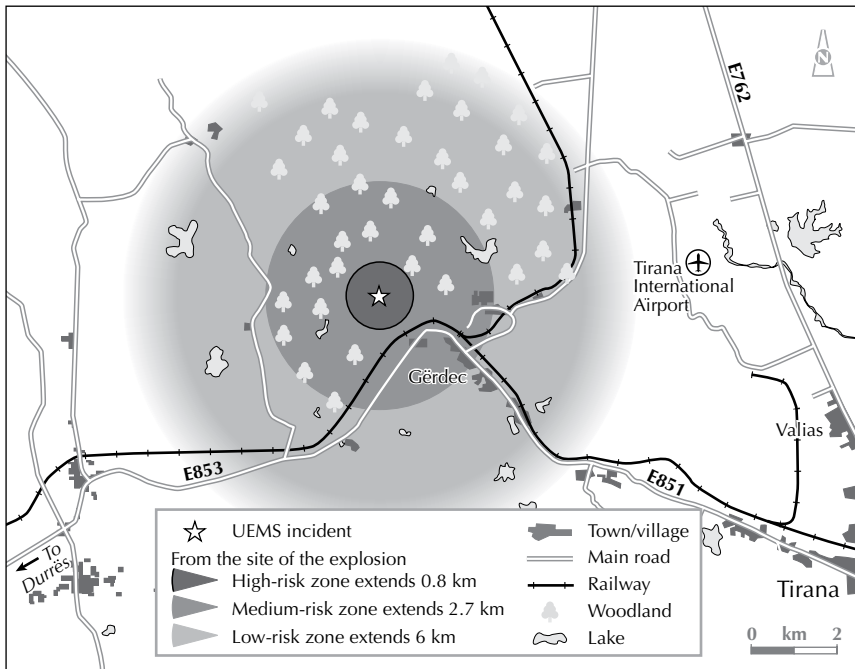 N
E762
Tirana
International
Airport
Gërdec
Valias
E853
E851
To
Durrës
Tirana
UEMS incident
From the site of the explosion
High-risk zone extends 0.8 km
Medium-risk zone extends 2.7 km
Low-risk zone extends 6 km
Town/village
Main road
Railway
Woodland
Lake
0 km 2